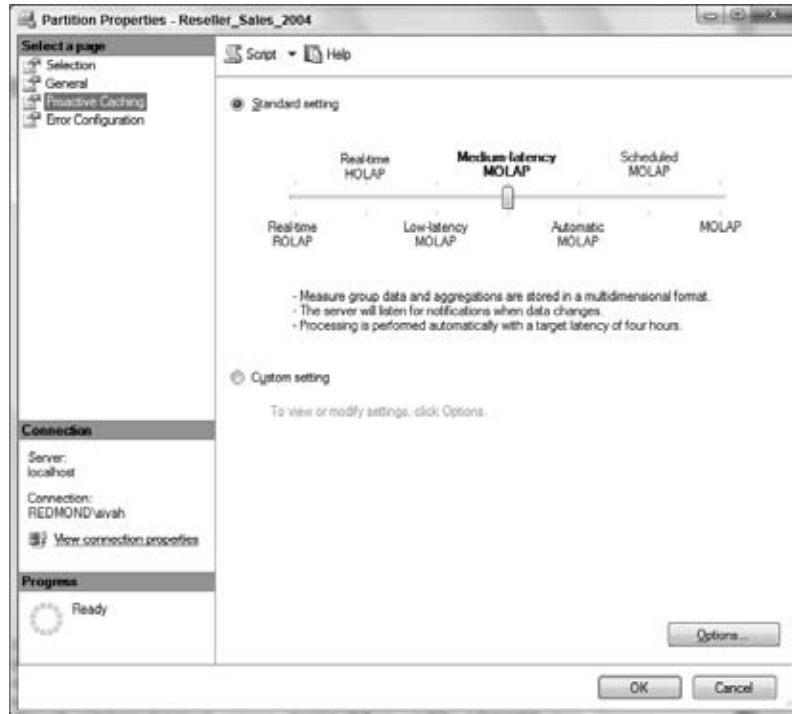 Partition Properties - Reseller_Sales_2004
Select a page
Selection
General
Proactive Caching
Error Configuration
Script
Help
Standard setting
Real-time HOLAP
Medium-latency MOLAP
Scheduled MOLAP
Real-time ROLAP
Low-latency MOLAP
Automatic MOLAP
MOLAP
- Measure group data and aggregations are stored in a multidimensional format.
- The server will listen for notifications when data changes.
- Processing is performed automatically with a target latency of four hours.
Custom setting
To view or modify settings, click Options.
Connection
Server:
localhost
Connection:
REDMOND\sivah
View connection properties
Progress
Ready
Options...
OK
Cancel